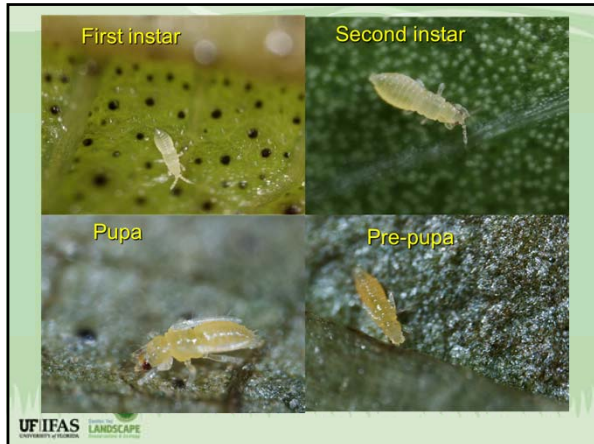 First instar
Second instar
Pupa
Pre-pupa
UF|IFAS
UNIVERSITY of FLORIDA
LANDSCAPE